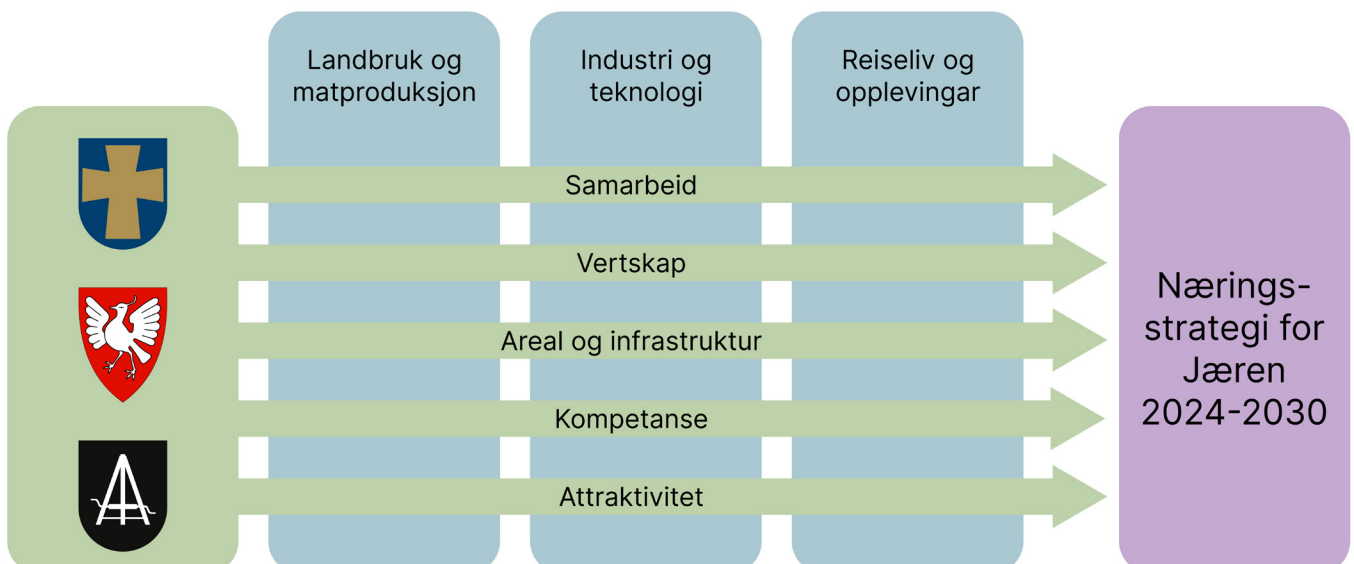 Landbruk og
matproduksjon
Industri og
teknologi
Reiseliv og
opplevingar
Samarbeid
Vertskap
Areal og infrastruktur
Kompetanse
Attraktivitet
Nærings-
strategi for
Jæren
2024-2030